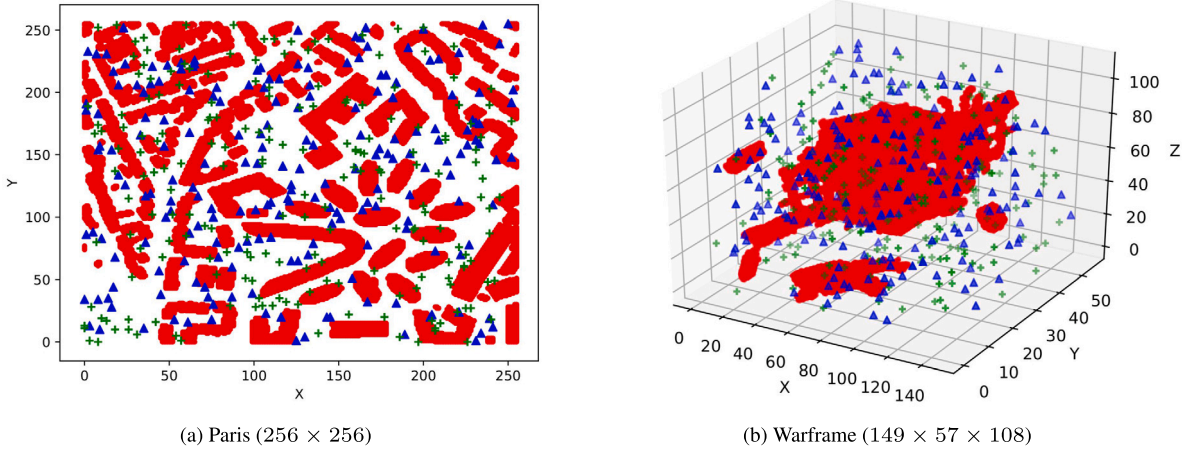 250
200
150
100
50
0
Y
0 50 100 150 200 250
X
(a) Paris (256 × 256)
100
80
60
40
20
0
Z
0 20 40 60 80 100 120 140
X
0 10 20 30 40 50
Y
(b) Warframe (149 × 57 × 108)